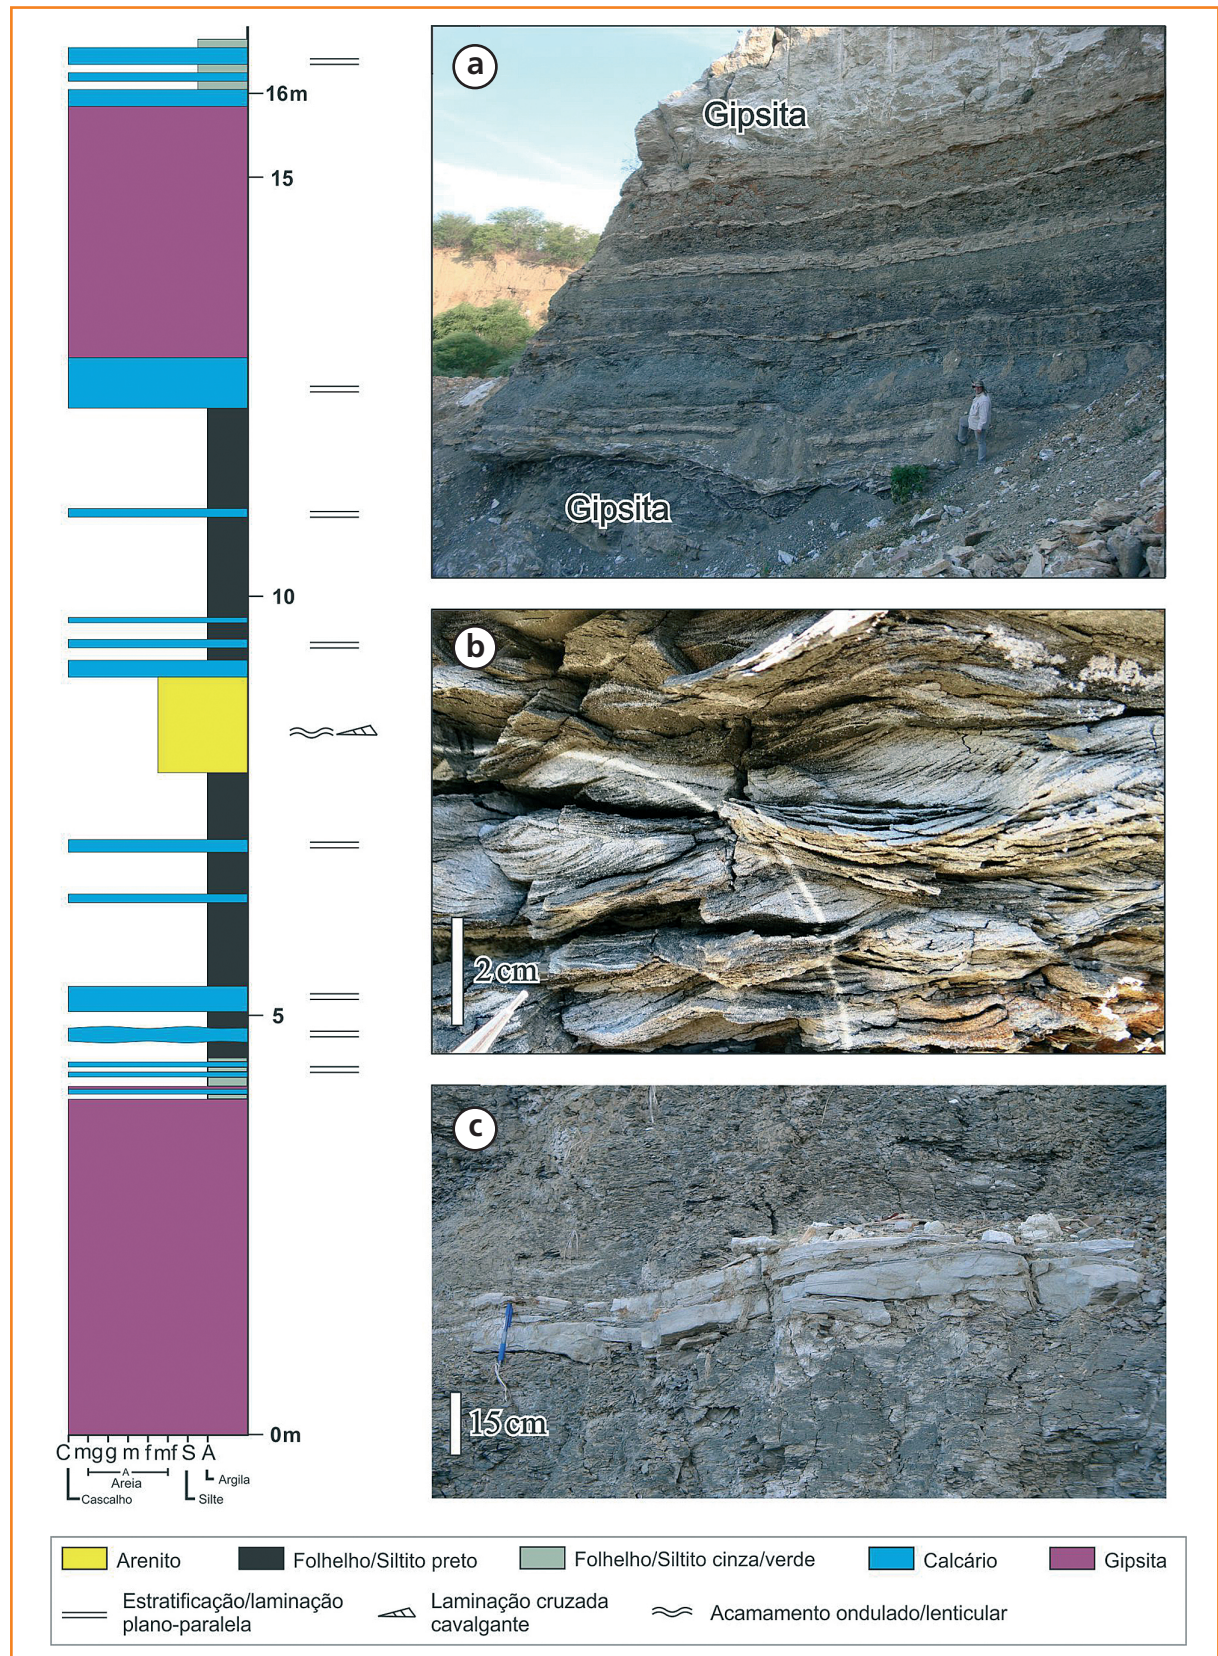 16m
15
10
5
0m
C mg g m f mf S A
A
Areia
Argila
Cascalho
Silte
a
Gipsita
Gipsita
b
2 cm
c
15 cm
Arenito
Folhelho/Siltito preto
Folhelho/Siltito cinza/verde
Calcário
Gipsita
Estratificação/laminação
plano-paralela
Laminação cruzada
cavalgante
Acamamento ondulado/lenticular